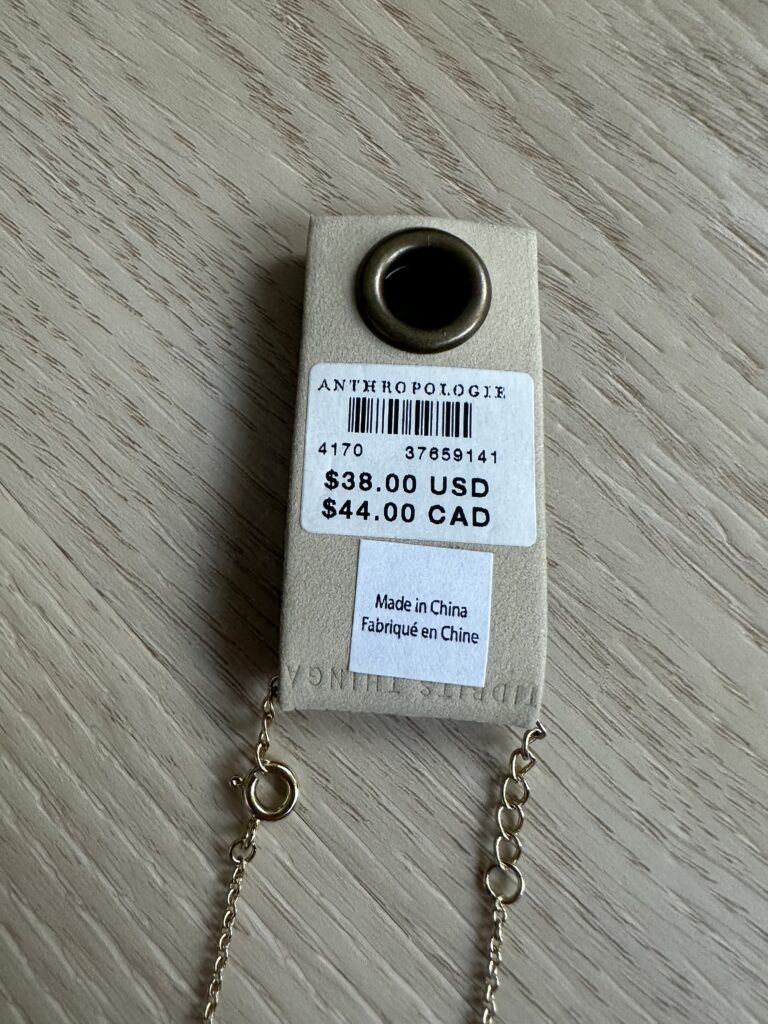 ANTHROPOLOGIE
4170 37659141
$38.00 USD
$44.00 CAD
Made in China
Fabriqué en Chine